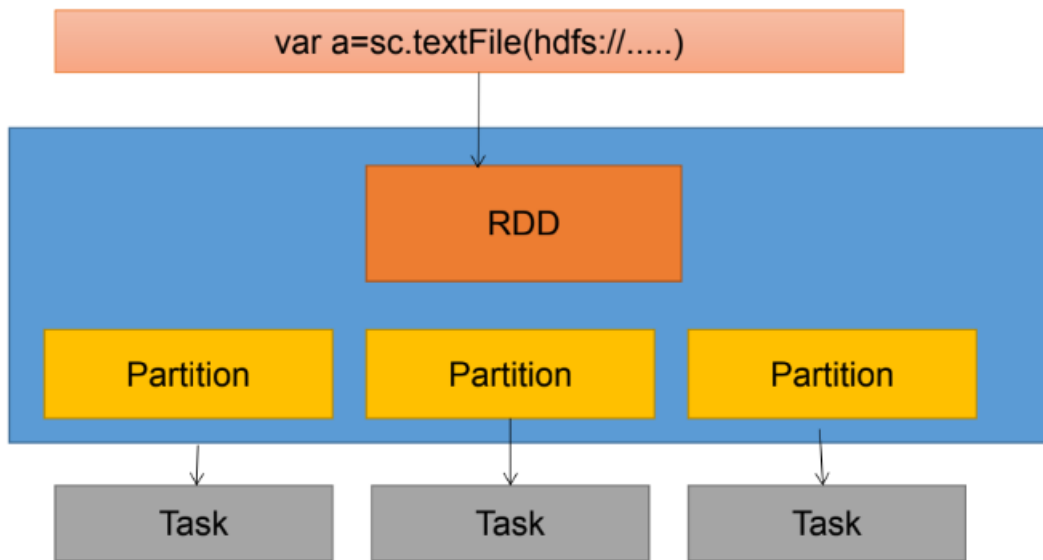 var a=sc.textFile(hdfs://.....)
RDD
Partition
Partition
Partition
Task
Task
Task